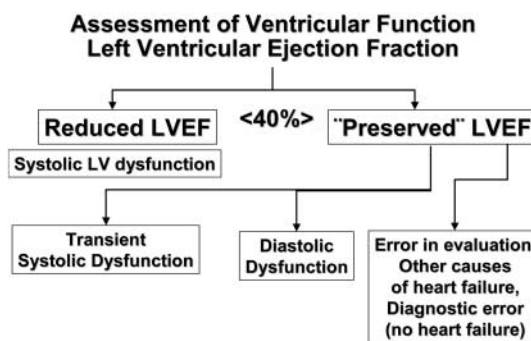 Assessment of Ventricular Function
Left Ventricular Ejection Fraction
Reduced LVEF
<40%>
¨Preserved¨ LVEF
Systolic LV dysfunction
Transient
Systolic Dysfunction
Diastolic
Dysfunction
Error in evaluation
Other causes
of heart failure,
Diagnostic error
(no heart failure)